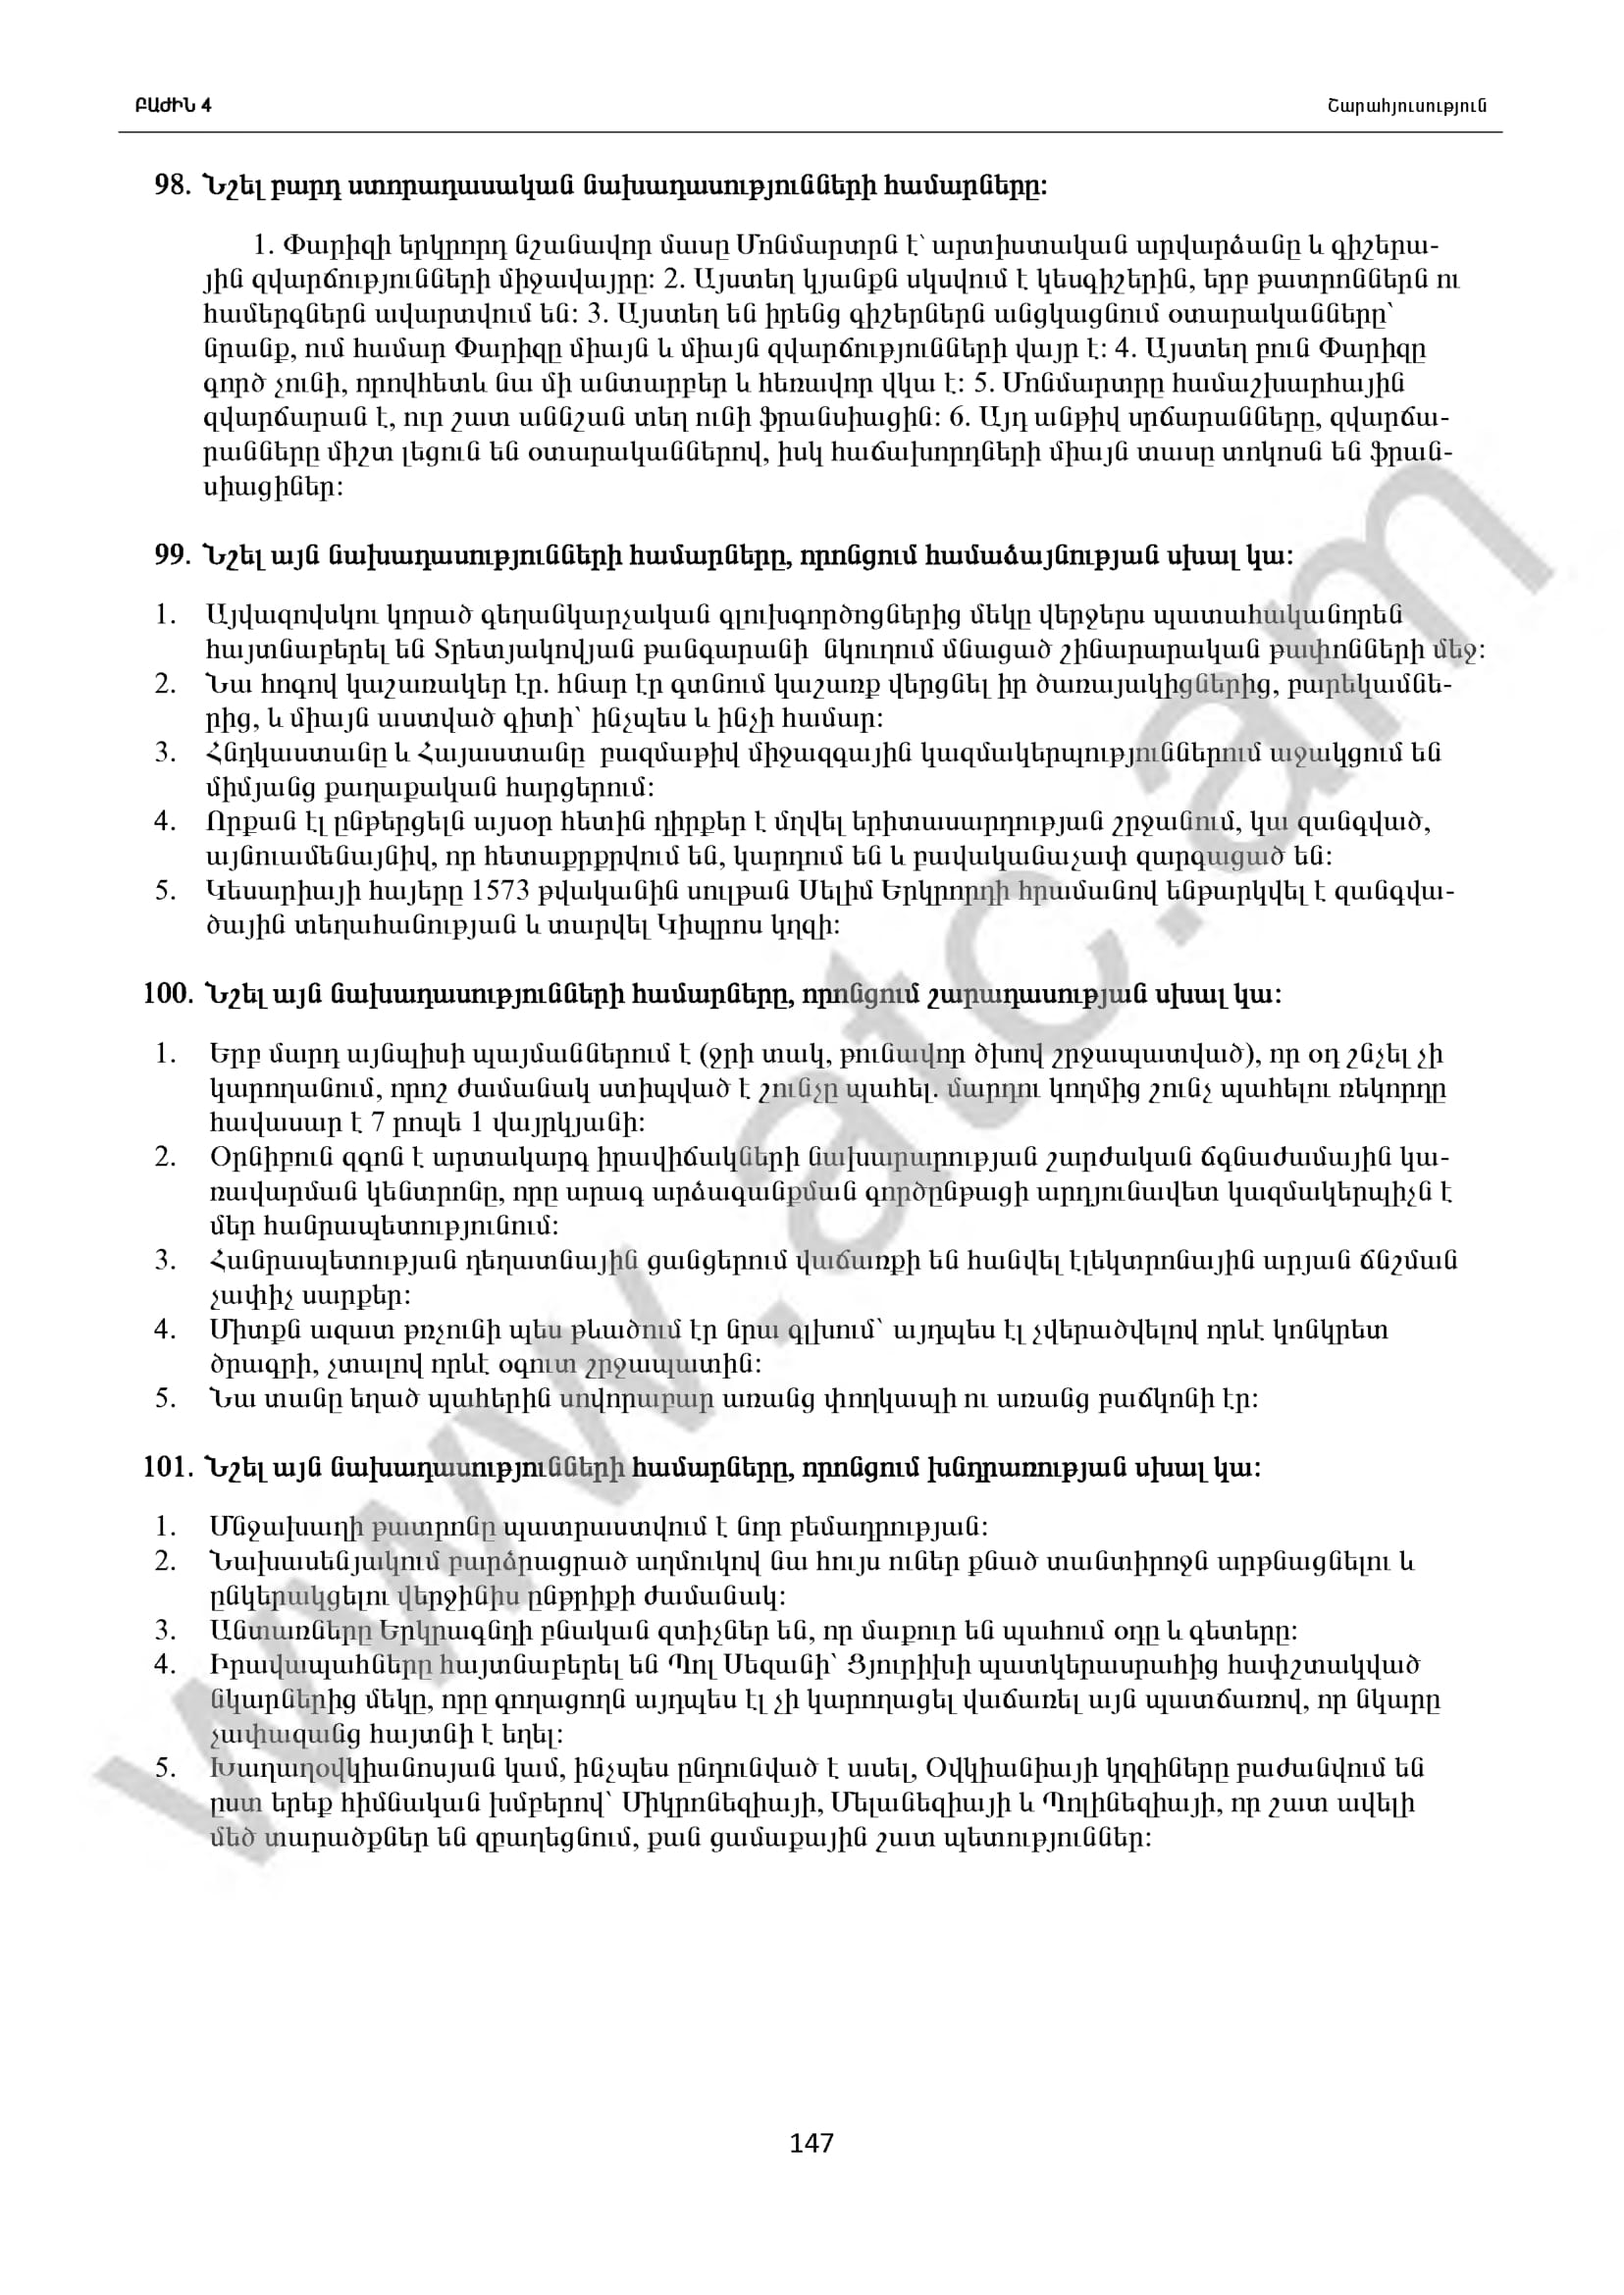 ԲԱԺԻՆ 4
Շարահյուսություն
98. Նշել բարդ ստորադասական նախադասությունների համարները:
1. Փարիզի երկրորդ նշանավոր մասը Մոնմարտրն է՝ արտիստական արվարձանը և գիշերա-
յին զվարճությունների միջավայրը: 2. Այստեղ կյանքն սկսվում է կեսգիշերին, երբ թատրոններն ու
համերգներն ավարտվում են: 3. Այստեղ են իրենց գիշերներն անցկացնում օտարականները՝
նրանք, ում համար Փարիզը միայն և միայն զվարճությունների վայր է: 4. Այստեղ բուն Փարիզը
գործ չունի, որովհետև նա մի անտարբեր և հեռավոր վկա է: 5. Մոնմարտրը համաշխարհային
զվարճարան է, ուր շատ աննշան տեղ ունի ֆրանսիացին: 6. Այդ անթիվ սրճարանները, զվարճա-
րանները միշտ լեցուն են օտարականներով, իսկ հաճախորդների միայն տասը տոկոսն են ֆրան-
սիացիներ:
99. Նշել այն նախադասությունների համարները, որոնցում համաձայնության սխալ կա:
1. Այվազովսկու կորած գեղանկարչական գլուխգործոցներից մեկը վերջերս պատահականորեն
հայտնաբերել են Տրետյակովյան թանգարանի նկուղում մնացած շինարարական թափոնների մեջ:
2. Նա հոգով կաշառակեր էր. հնար էր գտնում կաշառք վերցնել իր ծառայակիցներից, բարեկամնե-
րից, և միայն աստված գիտի՝ ինչպես և ինչի համար:
3. Հնդկաստանը և Հայաստանը բազմաթիվ միջազգային կազմակերպություններում աջակցում են
միմյանց քաղաքական հարցերում:
4. Որքան էլ ընթերցելն այսօր հետին դիրքեր է մղվել երիտասարդության շրջանում, կա զանգված,
այնուամենայնիվ, որ հետաքրքրվում են, կարդում են և բավականաչափ զարգացած են:
5. Կեսարիայի հայերը 1573 թվականին սուլթան Սելիմ Երկրորդի հրամանով ենթարկվել է զանգվա-
ծային տեղահանության և տարվել Կիպրոս կղզի:
100. Նշել այն նախադասությունների համարները, որոնցում շարադասության սխալ կա:
1. Երբ մարդ այնպիսի պայմաններում է (ջրի տակ, թունավոր ծխով շրջապատված), որ օդ շնչել չի
կարողանում, որոշ ժամանակ ստիպված է շունչը պահել. մարդու կողմից շունչ պահելու ռեկորդը
հավասար է 7 րոպե 1 վայրկյանի:
2. Օրնիբուն զգոն է արտակարգ իրավիճակների նախարարության շարժական ճգնաժամային կա-
ռավարման կենտրոնը, որը արագ արձագանքման գործընթացի արդյունավետ կազմակերպիչն է
մեր հանրապետությունում:
3. Հանրապետության դեղատնային ցանցերում վաճառքի են հանվել էլեկտրոնային արյան ճնշման
չափիչ սարքեր:
4. Միտքն ազատ թռչունի պես թևածում էր նրա գլխում՝ այդպես էլ չվերածվելով որևէ կոնկրետ
ծրագրի, չտալով որևէ օգուտ շրջապատին:
5. Նա տանը եղած պահերին սովորաբար առանց փողկապի ու առանց բաճկոնի էր:
101. Նշել այն նախադասությունների համարները, որոնցում խնդրառության սխալ կա:
1. Մնջախաղի թատրոնը պատրաստվում է նոր բեմադրության:
2. Նախասենյակում բարձրացրած աղմուկով նա հույս ուներ քնած տանտիրոջն արթնացնելու և
ընկերակցելու վերջինիս ընթրիքի ժամանակ:
3. Անտառները Երկրագնդի բնական զտիչներ են, որ մաքուր են պահում օդը և գետերը:
4. Իրավապահները հայտնաբերել են Պոլ Սեզանի՝ Ցյուրիխի պատկերասրահից հափշտակված
նկարներից մեկը, որը գողացողն այդպես էլ չի կարողացել վաճառել այն պատճառով, որ նկարը
չափազանց հայտնի է եղել:
5. Խաղաղօվկիանոսյան կամ, ինչպես ընդունված է ասել, Օվկիանիայի կղզիները բաժանվում են
ըստ երեք հիմնական խմբերով՝ Միկրոնեզիայի, Մելանեզիայի և Պոլինեզիայի, որ շատ ավելի
մեծ տարածքներ են զբաղեցնում, քան ցամաքային շատ պետություններ:
www.atc.am
147